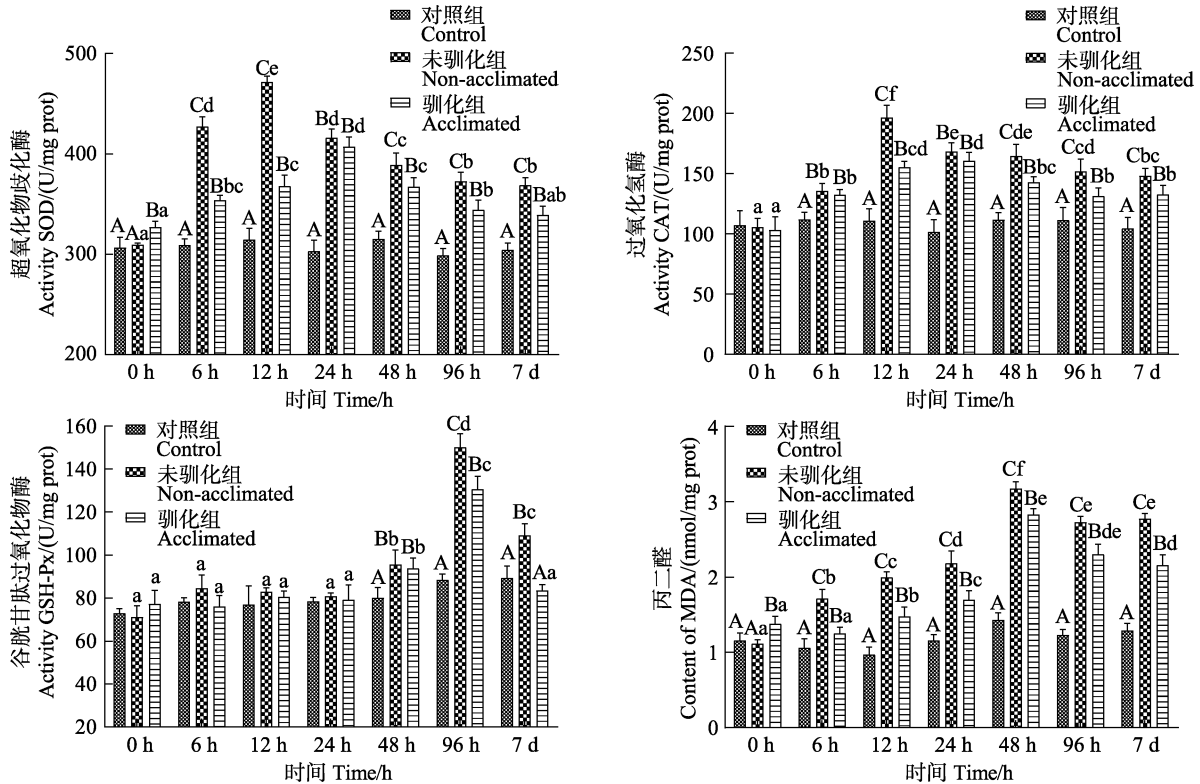 对照组
Control
未驯化组
Non-acclimated
驯化组
Acclimated
500
400
300
200
超氧化物歧化酶
Activity SOD/(U/mg prot)
A Aa Ba
A Cd Bbc
A Ce Bc
A Bd Bd
A Cc Bc
A Cb Bb
A Cb Bab
0 h 6 h 12 h 24 h 48 h 96 h 7 d
时间 Time/h
对照组
Control
未驯化组
Non-acclimated
驯化组
Acclimated
250
200
150
100
50
0
过氧化氢酶
Activity CAT/(U/mg prot)
a a
A Bb Bb
A Cf Bcd
A Be Bd
A Cde Bbc
A Ccd Bb
A Cbc Bb
0 h 6 h 12 h 24 h 48 h 96 h 7 d
时间 Time/h
对照组
Control
未驯化组
Non-acclimated
驯化组
Acclimated
160
140
120
100
80
60
40
20
谷胱甘肽过氧化物酶
Activity GSH-Px/(U/mg prot)
a a
a a
a a
a a
A Bb Bb
A Cd Bc
A Bc Aa
0 h 6 h 12 h 24 h 48 h 96 h 7 d
时间 Time/h
对照组
Control
未驯化组
Non-acclimated
驯化组
Acclimated
4
3
2
1
0
丙二醛
Content of MDA/(nmol/mg prot)
A Aa Ba
A Cb Ba
A Cc Bb
A Cd Bc
A Cf Be
A Ce Bde
A Ce Bd
0 h 6 h 12 h 24 h 48 h 96 h 7 d
时间 Time/h